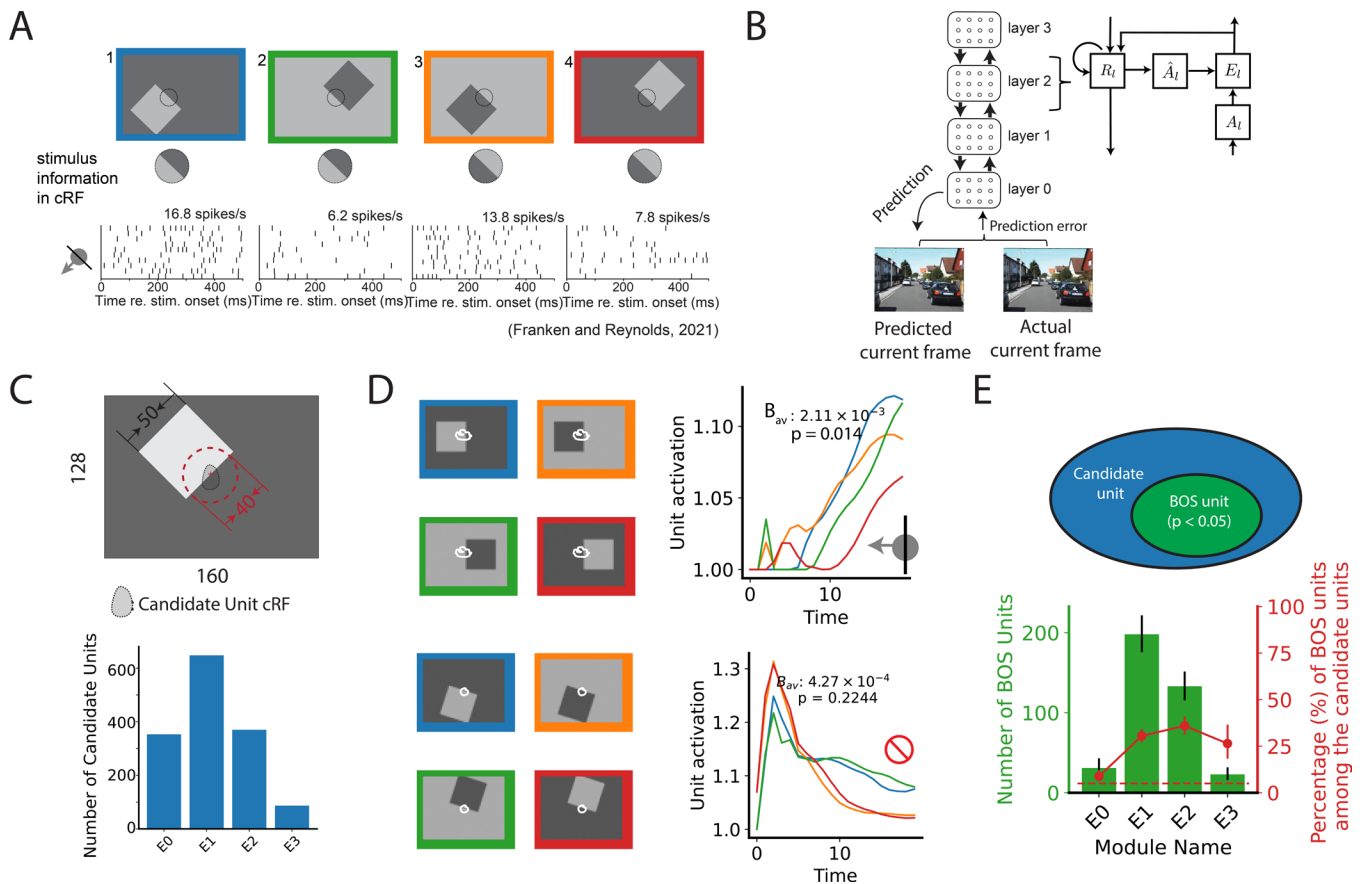 A
1
2
3
4
stimulus
information
in cRF
16.8 spikes/s
6.2 spikes/s
13.8 spikes/s
7.8 spikes/s
0 200 400
0 200 400
0 200 400
0 200 400
Time re. stim. onset (ms)
Time re. stim. onset (ms)
Time re. stim. onset (ms)
Time re. stim. onset (ms)
(Franken and Reynolds, 2021)
B
layer 3
layer 2
layer 1
layer 0
Prediction
Prediction error
Predicted
current frame
Actual
current frame
R_l
Â_l
E_l
A_l
C
50
40
128
160
Candidate Unit cRF
Number of Candidate Units
600
400
200
0
E0 E1 E2 E3
D
B_av: 2.11 × 10⁻³
p = 0.014
Unit activation
1.10
1.05
1.00
0 10
Time
B_av: 4.27 × 10⁻⁴
p = 0.2244
Unit activation
1.3
1.2
1.1
1.0
0 10
Time
E
Candidate
unit
BOS unit
(p < 0.05)
Number of BOS Units
200
100
0
Percentage (%) of BOS units
among the candidate units
100
75
50
25
0
E0 E1 E2 E3
Module Name